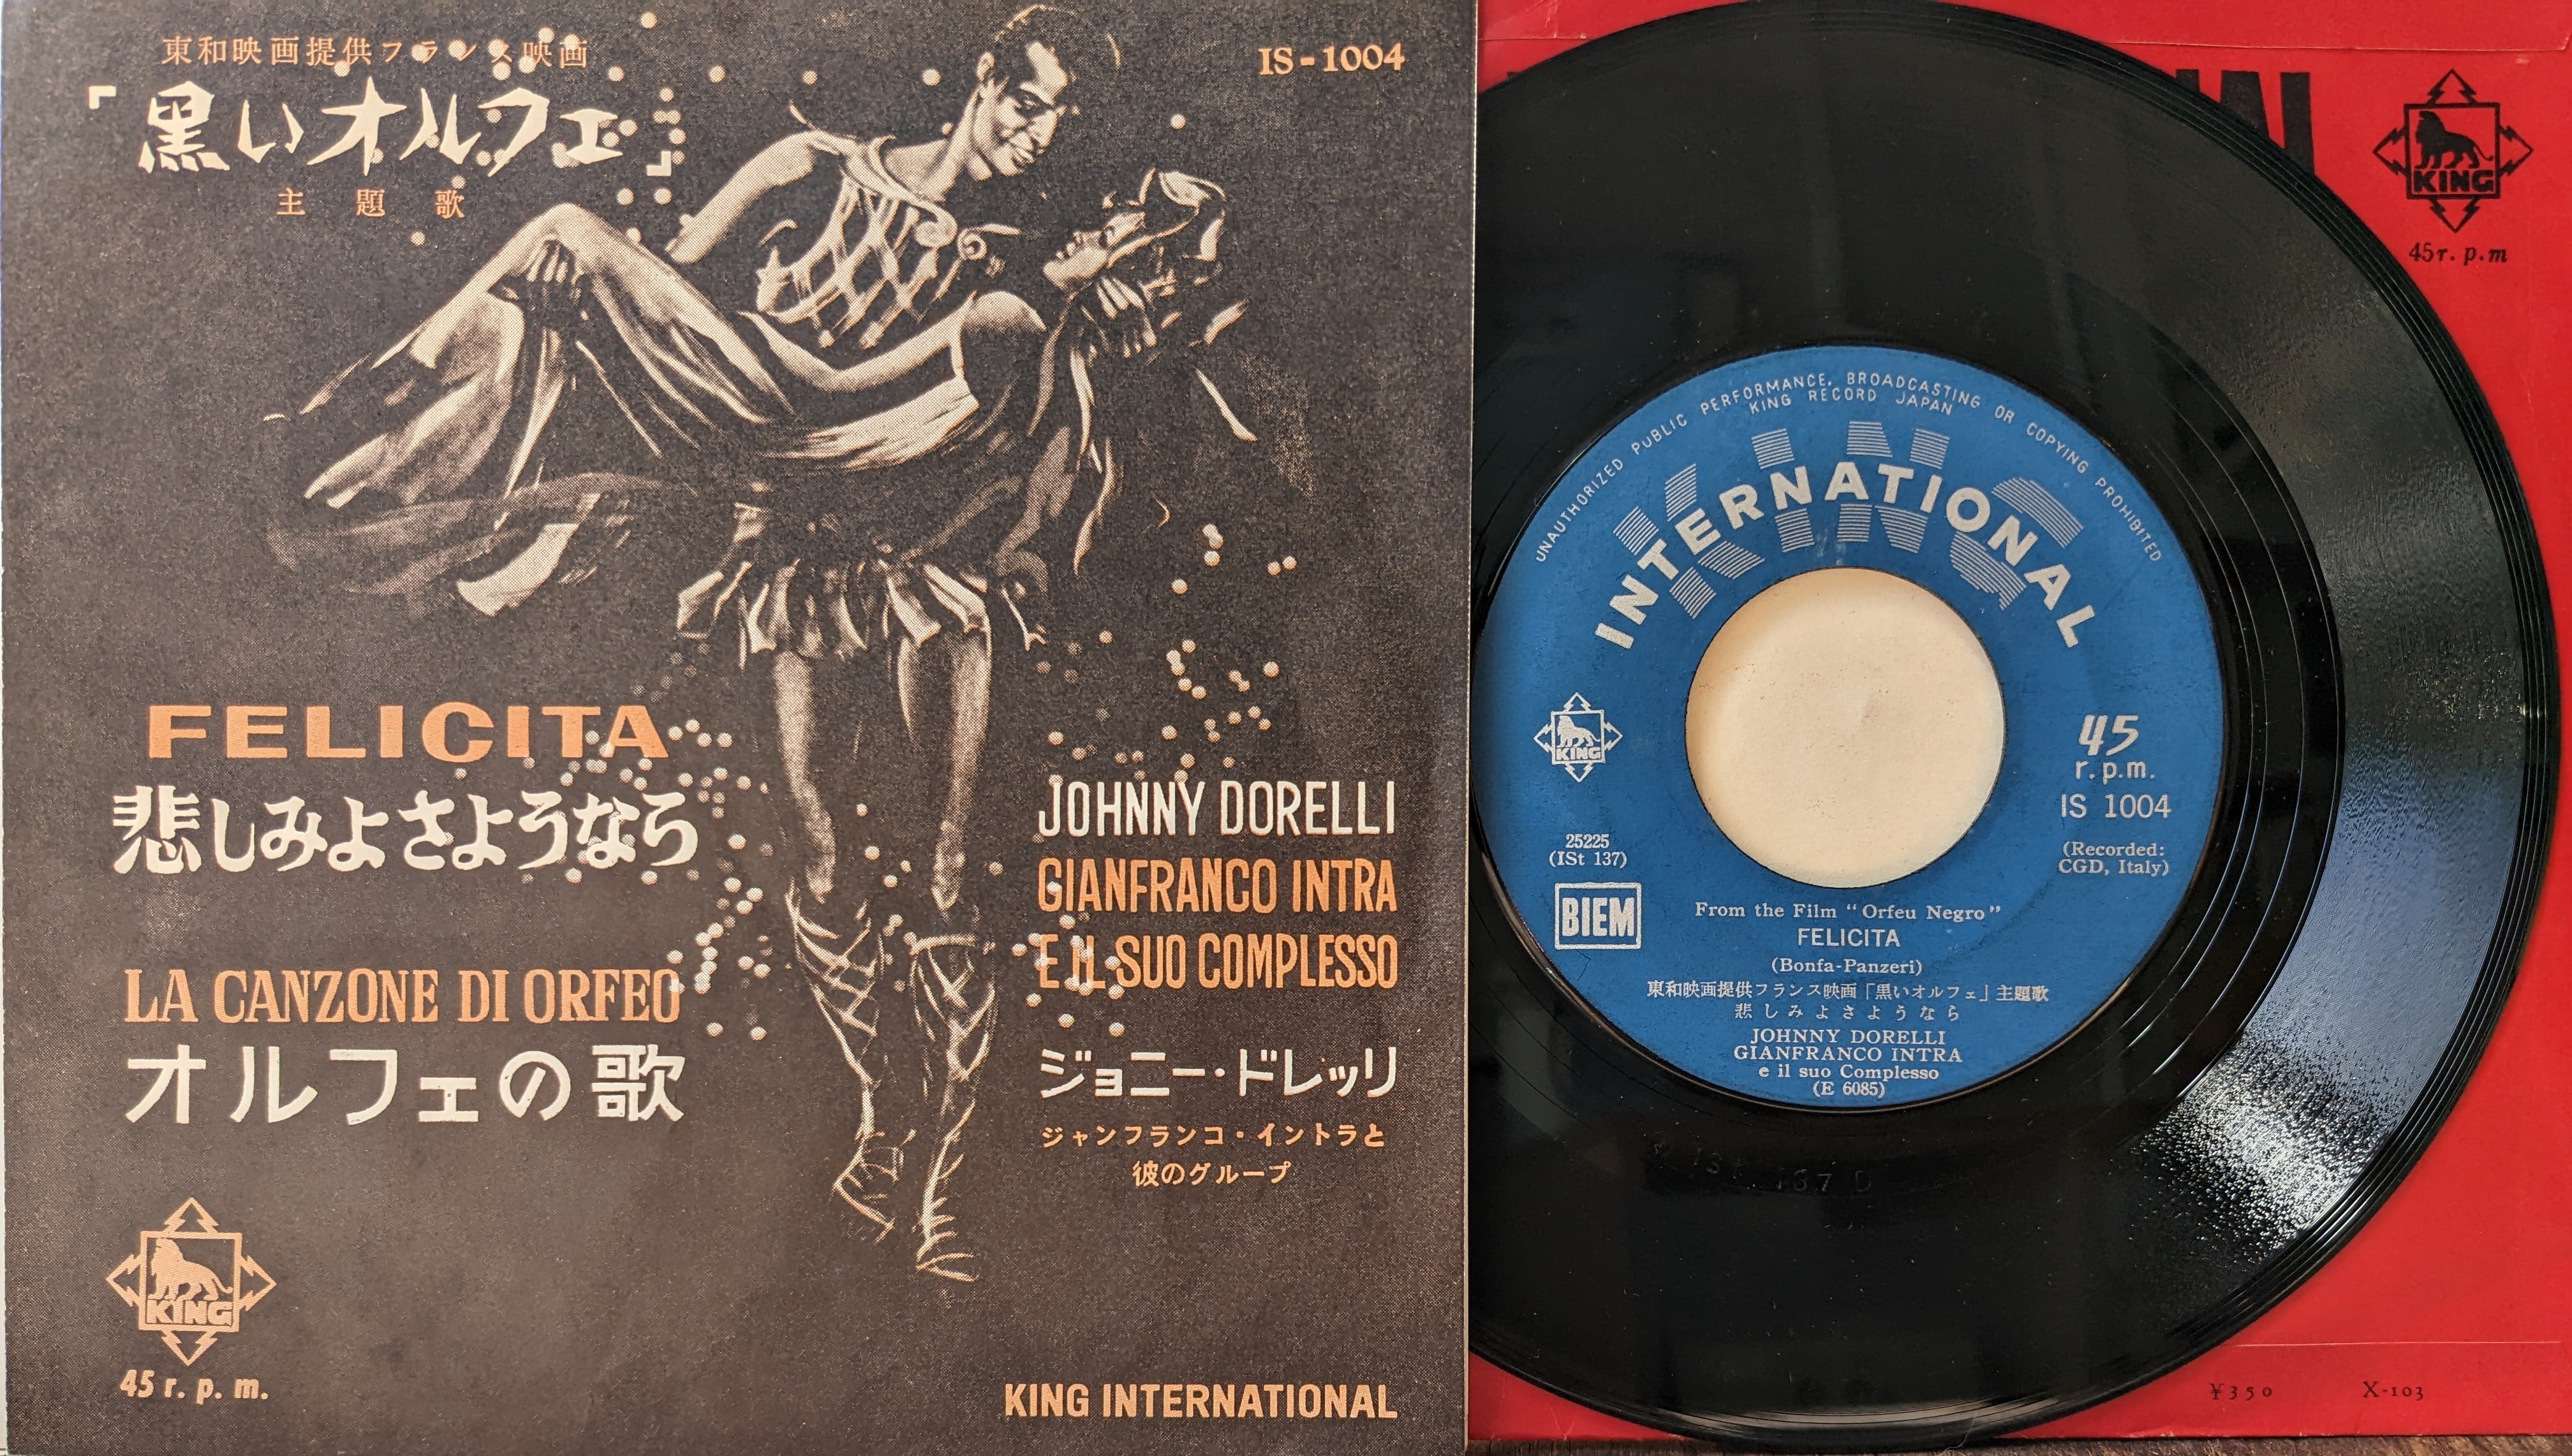 東和映画提供フランス映画
IS-1004
「黒いオルフェ」
主題歌
FELICITA
悲しみよさようなら
LA CANZONE DI ORFEO
オルフェの歌
JOHNNY DORELLI
GIANFRANCO INTRA
E IL SUO COMPLESSO
ジョニー・ドレッリ
ジャンフランコ・イントラと
彼のグループ
KING
45 r. p. m.
KING INTERNATIONAL
UNAUTHORIZED PUBLIC PERFORMANCE, BROADCASTING OR COPYING PROHIBITED
KING RECORD JAPAN
KING
INTERNATIONAL
KING
45
r.p.m.
IS 1004
25225
(ISt 137)
(Recorded:
CGD, Italy)
BIEM
From the Film "Orfeu Negro"
FELICITA
(Bonfa-Panzeri)
東和映画提供フランス映画「黒いオルフェ」主題歌
悲しみよさようなら
JOHNNY DORELLI
GIANFRANCO INTRA
e il suo Complesso
(E 6085)
KING
45r. p.m
¥350
X-103